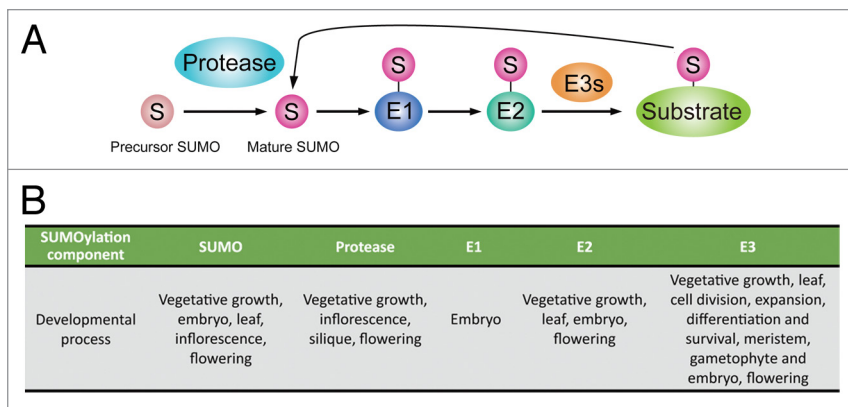 A
Protease
S
S
S
E1
S
E2
E3s
S
Substrate
Precursor SUMO
Mature SUMO
B
SUMOylation
component
SUMO
Protease
E1
E2
E3
Developmental
process
Vegetative growth,
embryo, leaf,
inflorescence,
flowering
Vegetative growth,
inflorescence,
silique, flowering
Embryo
Vegetative growth,
leaf, embryo,
flowering
Vegetative growth, leaf,
cell division, expansion,
differentiation and
survival, meristem,
gametophyte and
embryo, flowering